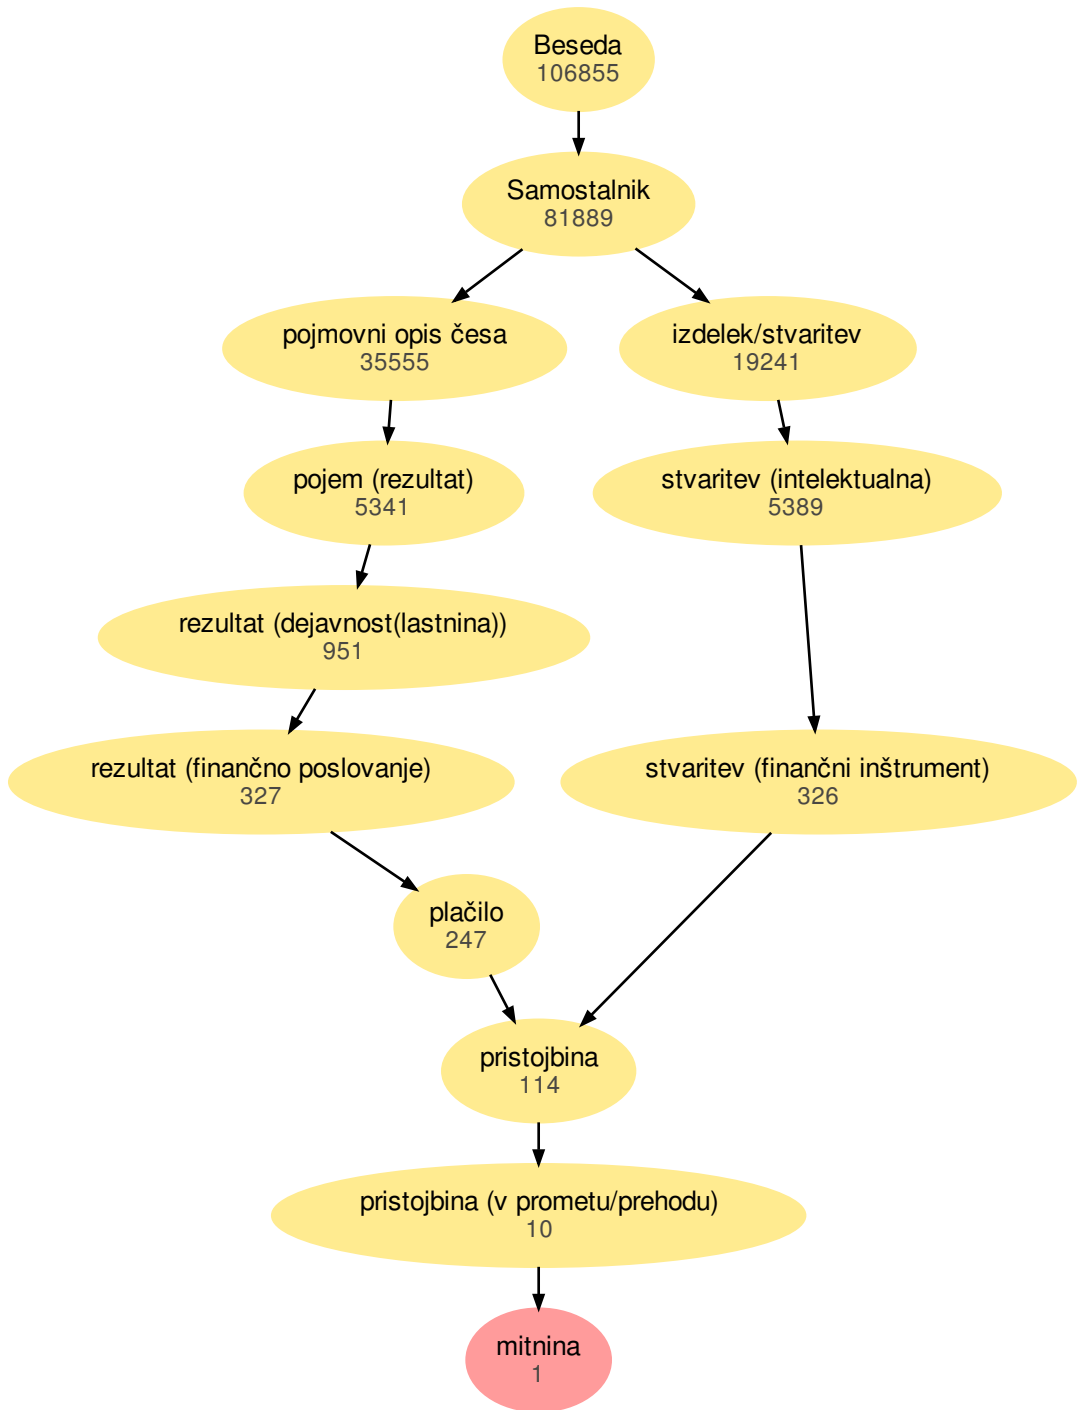 Beseda
106855
Samostalnik
81889
pojmovni opis česa
35555
izdelek/stvaritev
19241
pojem (rezultat)
5341
stvaritev (intelektualna)
5389
rezultat (dejavnost(lastnina))
951
rezultat (finančno poslovanje)
327
stvaritev (finančni inštrument)
326
plačilo
247
pristojbina
114
pristojbina (v prometu/prehodu)
10
mitnina
1